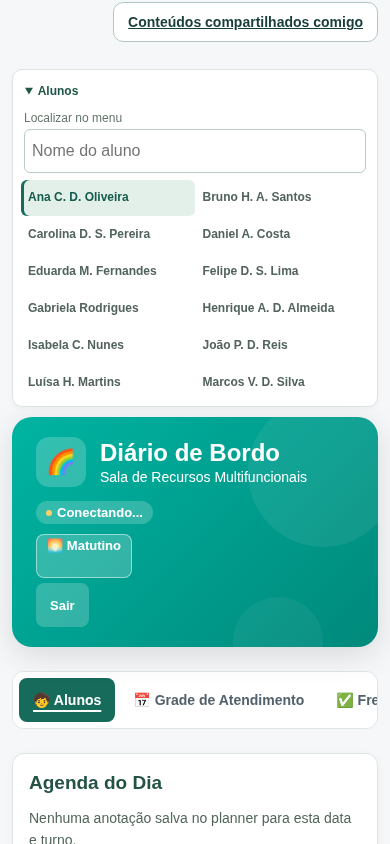 Conteúdos compartilhados comigo
▼ Alunos
Localizar no menu
Nome do aluno
Ana C. D. Oliveira
Bruno H. A. Santos
Carolina D. S. Pereira
Daniel A. Costa
Eduarda M. Fernandes
Felipe D. S. Lima
Gabriela Rodrigues
Henrique A. D. Almeida
Isabela C. Nunes
João P. D. Reis
Luísa H. Martins
Marcos V. D. Silva
Diário de Bordo
Sala de Recursos Multifuncionais
Conectando...
Matutino
Sair
Alunos
Grade de Atendimento
Fre
Agenda do Dia
Nenhuma anotação salva no planner para esta data
e turno.